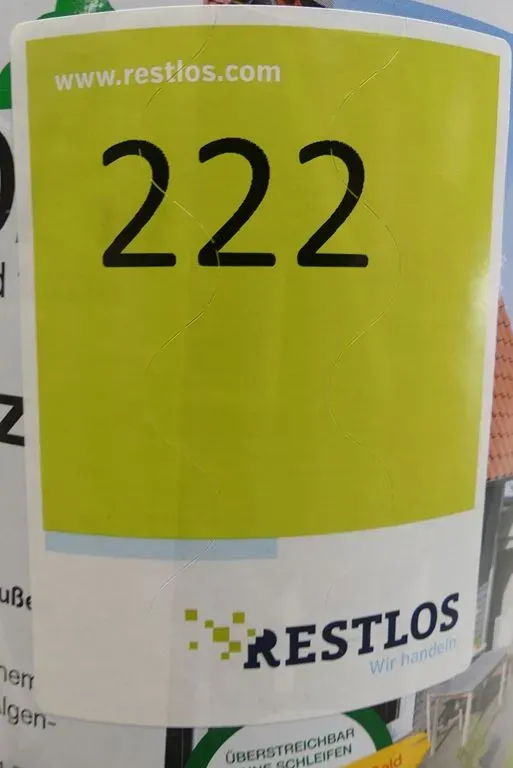 www.restlos.com
222
RESTLOS
Wir handeln
ÜBERSTREICHBAR
SCHLEIFEN